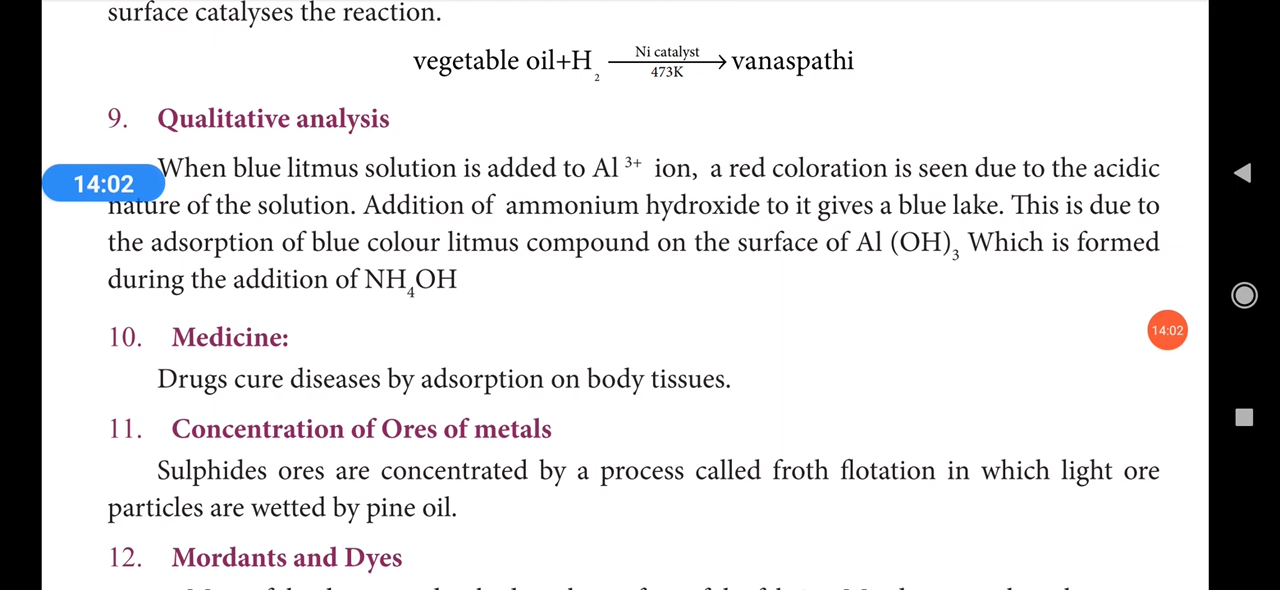 surface catalyses the reaction.
vegetable oil+H₂ Ni catalyst 473K vanaspathi
9. Qualitative analysis
When blue litmus solution is added to Al ³⁺ ion, a red coloration is seen due to the acidic
14:02
nature of the solution. Addition of ammonium hydroxide to it gives a blue lake. This is due to
the adsorption of blue colour litmus compound on the surface of Al (OH)₃ Which is formed
during the addition of NH₄OH
10. Medicine:
14:02
Drugs cure diseases by adsorption on body tissues.
11. Concentration of Ores of metals
Sulphides ores are concentrated by a process called froth flotation in which light ore
particles are wetted by pine oil.
12. Mordants and Dyes